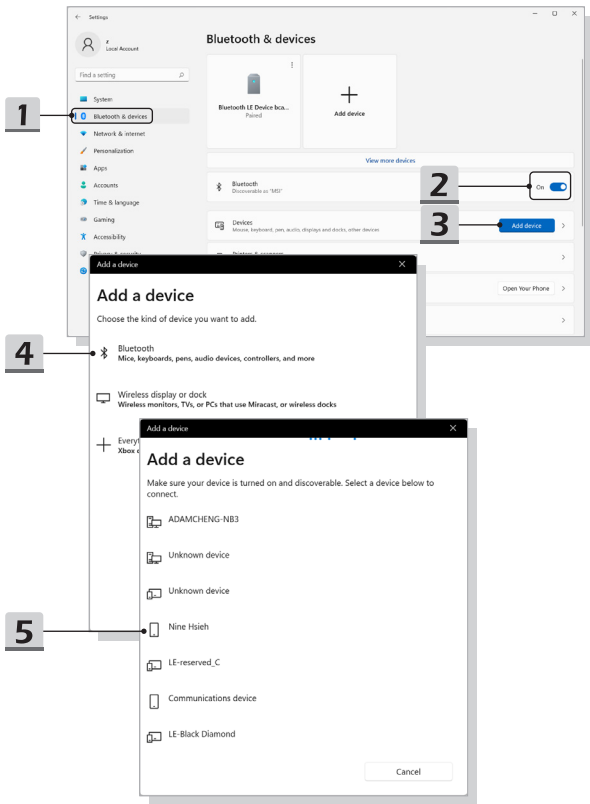 Settings
z
Local Account
Find a setting
System
Bluetooth & devices
Network & internet
Personalization
Apps
Accounts
Time & language
Gaming
Accessibility
Privacy & security
Bluetooth & devices
Bluetooth LE Device bca...
Paired
Add device
View more devices
Bluetooth
Discoverable as "MSI"
On
Devices
Mouse, keyboard, pen, audio, displays and docks, other devices
Add device
Printers & scanners
Open Your Phone
1
2
3
Add a device
Add a device
Choose the kind of device you want to add.
Bluetooth
Mice, keyboards, pens, audio devices, controllers, and more
Wireless display or dock
Wireless monitors, TVs, or PCs that use Miracast, or wireless docks
Xbox
4
Add a device
Add a device
Make sure your device is turned on and discoverable. Select a device below to
connect.
ADAMCHENG-NB3
Unknown device
Unknown device
Nine Hsieh
LE-reserved_C
Communications device
LE-Black Diamond
Cancel
5